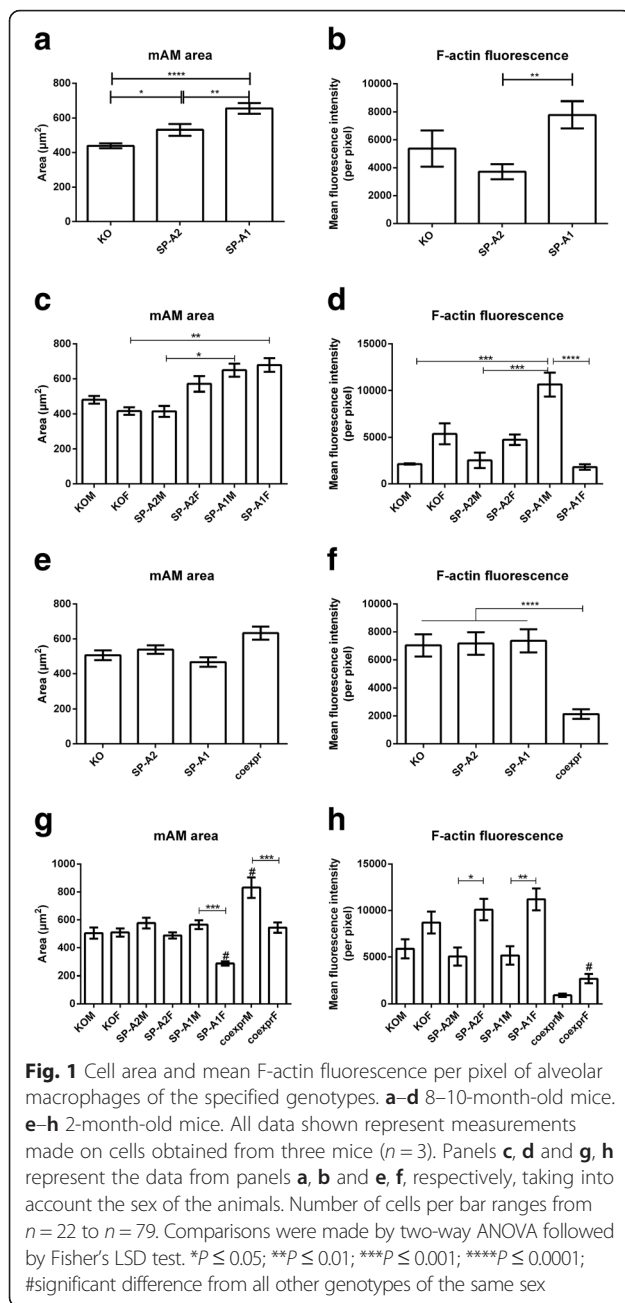 a
mAM area
**** 
* **
Area (µm²)
800
600
400
200
0
KO
SP-A2
SP-A1
b
F-actin fluorescence
**
Mean fluorescence intensity
(per pixel)
10000
8000
6000
4000
2000
0
KO
SP-A2
SP-A1
c
mAM area
**
*
Area (µm²)
800
600
400
200
0
KOM
KOF
SP-A2M
SP-A2F
SP-A1M
SP-A1F
d
F-actin fluorescence
*** ****
***
Mean fluorescence intensity
(per pixel)
15000
10000
5000
0
KOM
KOF
SP-A2M
SP-A2F
SP-A1M
SP-A1F
e
mAM area
Area (µm²)
800
600
400
200
0
KO
SP-A2
SP-A1
coexpr
f
F-actin fluorescence
****
Mean fluorescence intensity
(per pixel)
10000
8000
6000
4000
2000
0
KO
SP-A2
SP-A1
coexpr
g
mAM area
# ***
***
#
Area (µm²)
1000
800
600
400
200
0
KOM
KOF
SP-A2M
SP-A2F
SP-A1M
SP-A1F
coexprM
coexprF
h
F-actin fluorescence
* **
#
Mean fluorescence intensity
(per pixel)
15000
10000
5000
0
KOM
KOF
SP-A2M
SP-A2F
SP-A1M
SP-A1F
coexprM
coexprF
Fig. 1 Cell area and mean F-actin fluorescence per pixel of alveolar
macrophages of the specified genotypes. a–d 8–10-month-old mice.
e–h 2-month-old mice. All data shown represent measurements
made on cells obtained from three mice (n = 3). Panels c, d and g, h
represent the data from panels a, b and e, f, respectively, taking into
account the sex of the animals. Number of cells per bar ranges from
n = 22 to n = 79. Comparisons were made by two-way ANOVA followed
by Fisher's LSD test. *P ≤ 0.05; **P ≤ 0.01; ***P ≤ 0.001; ****P ≤ 0.0001;
#significant difference from all other genotypes of the same sex